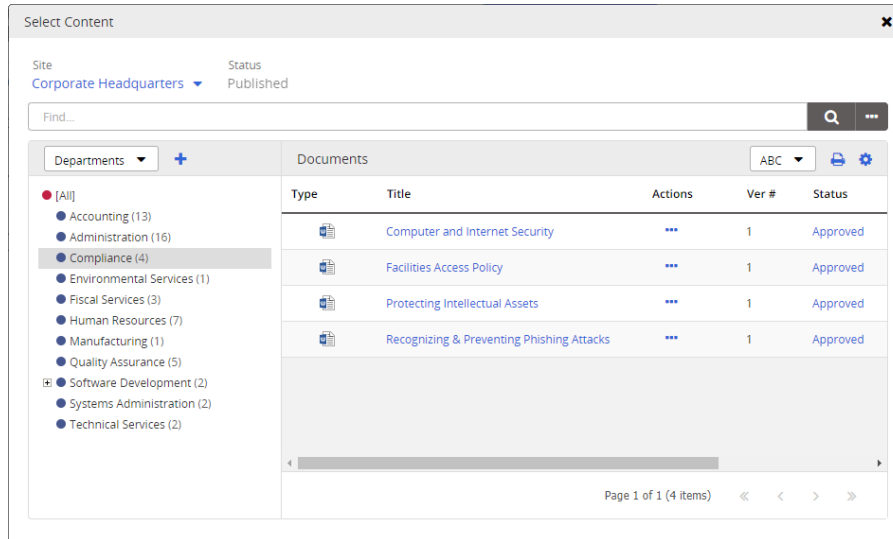 Select Content
Site Status
Corporate Headquarters Published
Find...
Departments
Documents
ABC
[All]
Accounting (13)
Administration (16)
Compliance (4)
Environmental Services (1)
Fiscal Services (3)
Human Resources (7)
Manufacturing (1)
Quality Assurance (5)
Software Development (2)
Systems Administration (2)
Technical Services (2)
Type Title Actions Ver # Status
Computer and Internet Security 1 Approved
Facilities Access Policy 1 Approved
Protecting Intellectual Assets 1 Approved
Recognizing & Preventing Phishing Attacks 1 Approved
Page 1 of 1 (4 items)